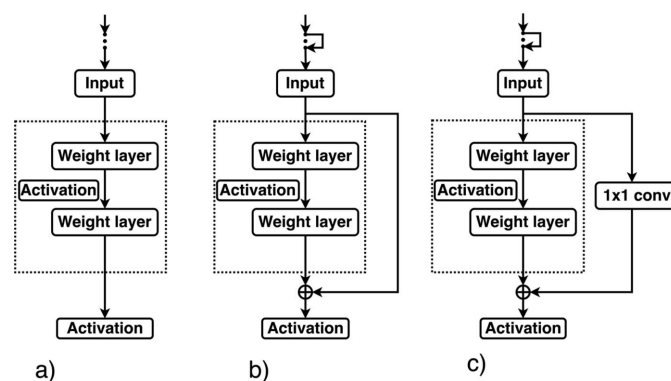 Input
Weight layer
Activation
Weight layer
Activation
a)
Input
Weight layer
Activation
Weight layer
Activation
b)
Input
Weight layer
Activation
Weight layer
1x1 conv
Activation
c)